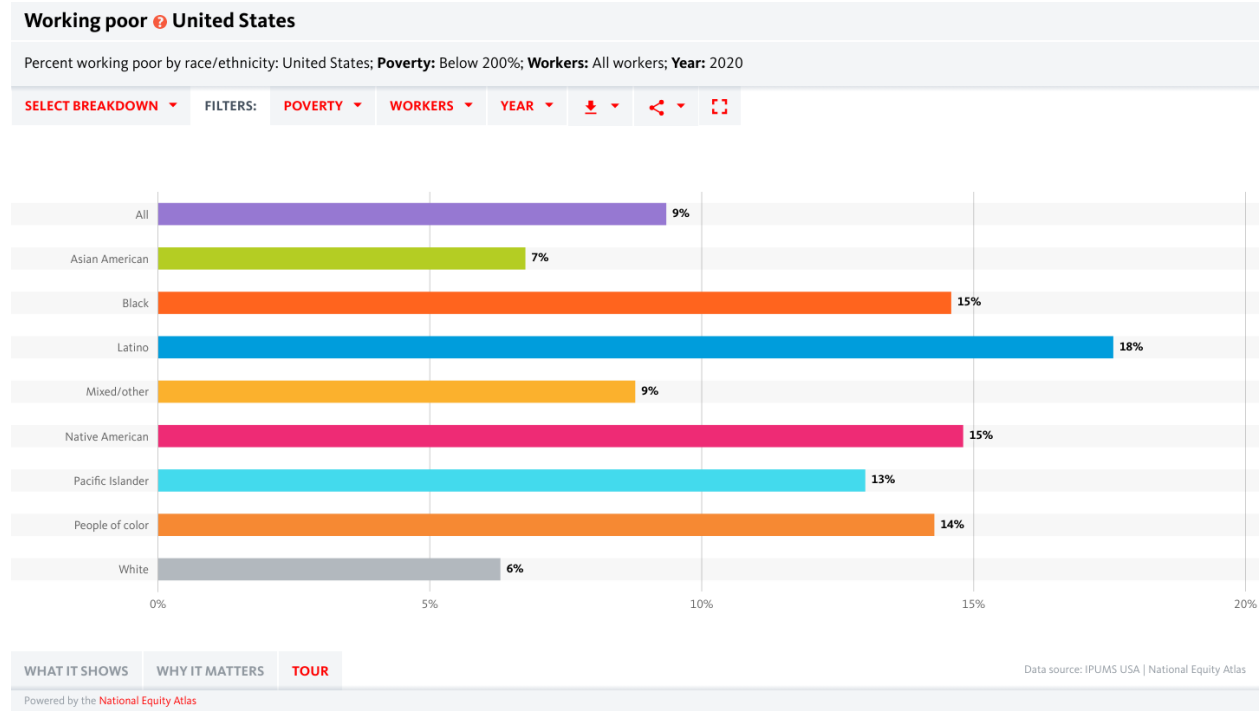 Working poor ? United States
Percent working poor by race/ethnicity: United States; Poverty: Below 200%; Workers: All workers; Year: 2020
SELECT BREAKDOWN FILTERS: POVERTY WORKERS YEAR
All 9%
Asian American 7%
Black 15%
Latino 18%
Mixed/other 9%
Native American 15%
Pacific Islander 13%
People of color 14%
White 6%
0% 5% 10% 15% 20%
WHAT IT SHOWS WHY IT MATTERS TOUR
Data source: IPUMS USA | National Equity Atlas
Powered by the National Equity Atlas